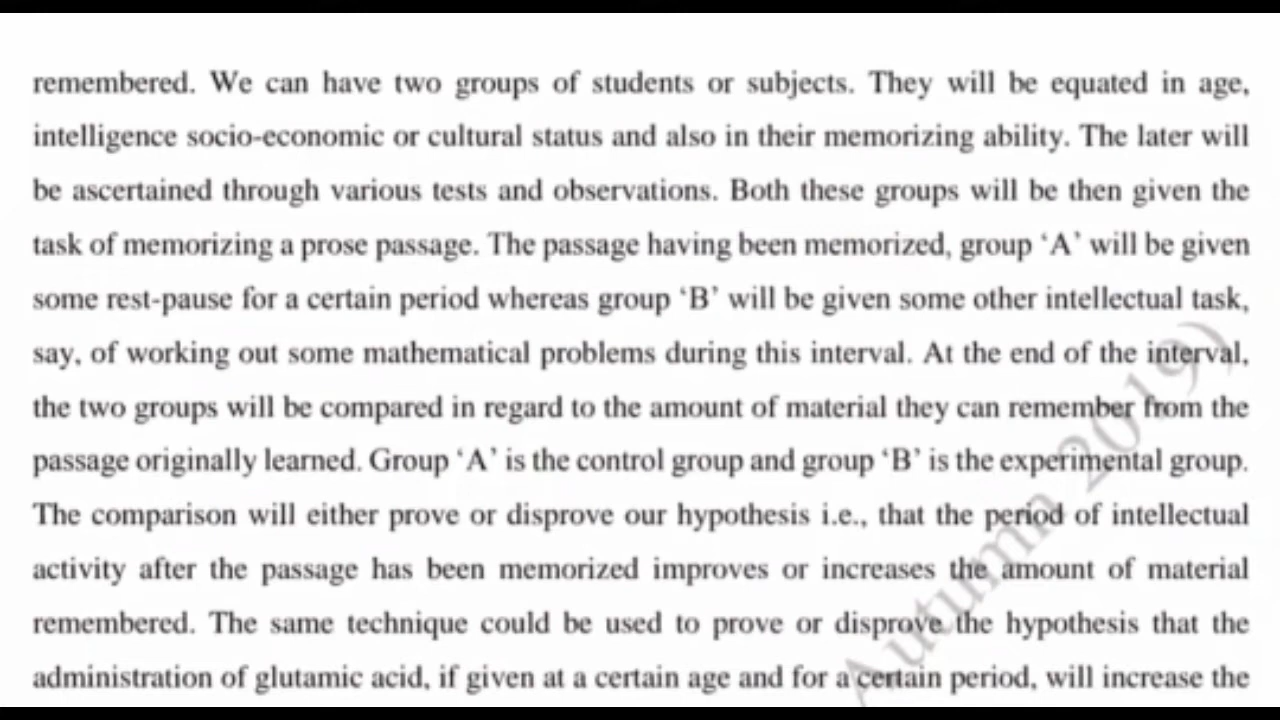 remembered. We can have two groups of students or subjects. They will be equated in age,
intelligence socio-economic or cultural status and also in their memorizing ability. The later will
be ascertained through various tests and observations. Both these groups will be then given the
task of memorizing a prose passage. The passage having been memorized, group ‘A’ will be given
some rest-pause for a certain period whereas group ‘B’ will be given some other intellectual task,
say, of working out some mathematical problems during this interval. At the end of the interval,
the two groups will be compared in regard to the amount of material they can remember from the
passage originally learned. Group ‘A’ is the control group and group ‘B’ is the experimental group.
The comparison will either prove or disprove our hypothesis i.e., that the period of intellectual
activity after the passage has been memorized improves or increases the amount of material
remembered. The same technique could be used to prove or disprove the hypothesis that the
administration of glutamic acid, if given at a certain age and for a certain period, will increase the
Autumn 2019)